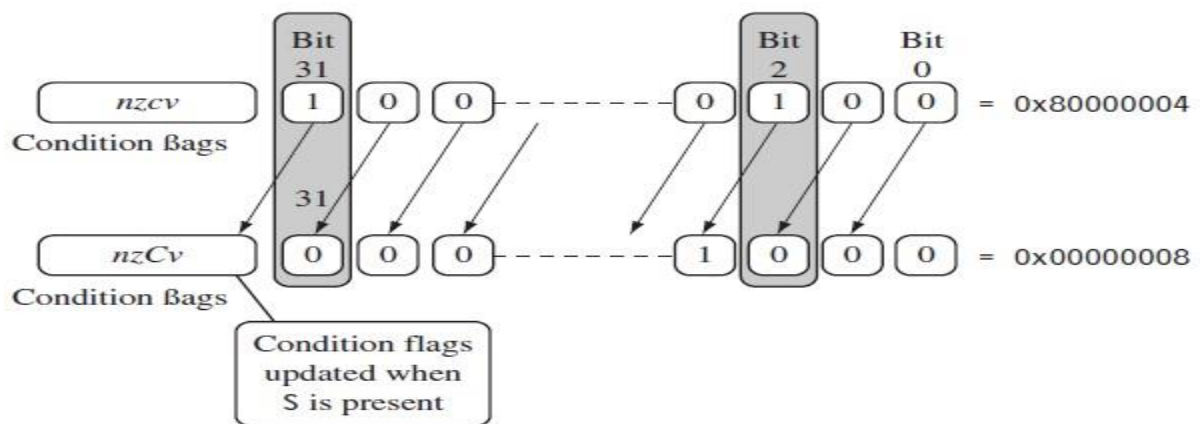 Bit Bit Bit
31 2 0
nzcv 1 0 0 0 1 0 0 = 0x80000004
Condition ßags
31
nzCv 0 0 0 1 0 0 0 = 0x00000008
Condition ßags
Condition flags
updated when
S is present